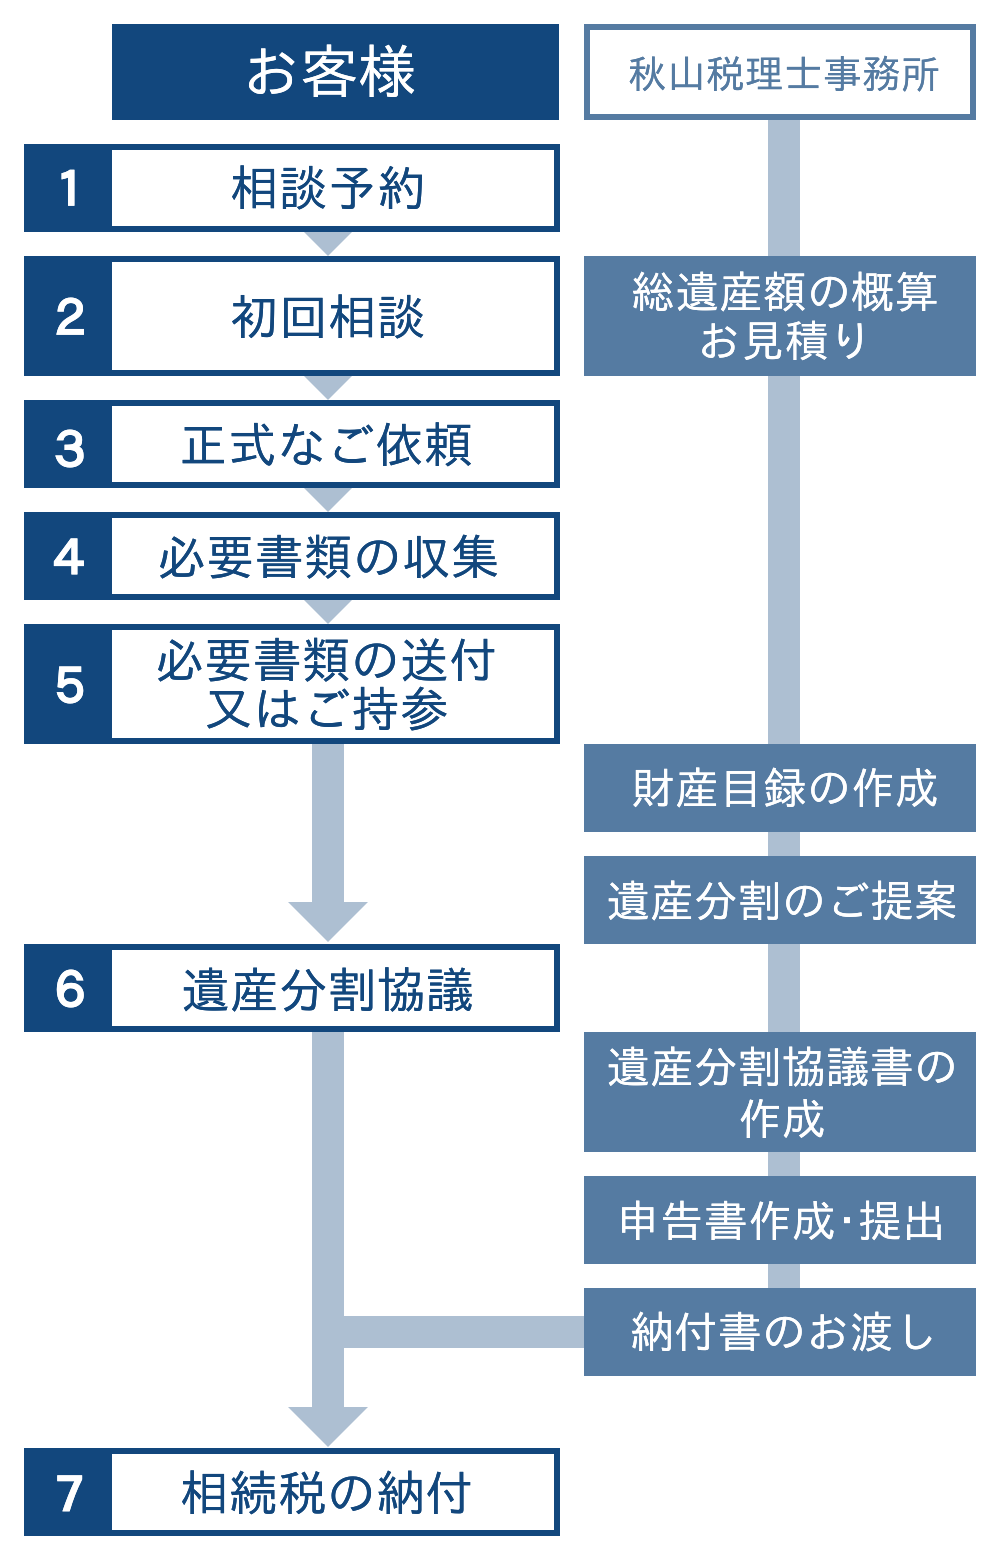 お客様
秋山税理士事務所
1
相談予約
2
初回相談
総遺産額の概算
お見積り
3
正式なご依頼
4
必要書類の収集
5
必要書類の送付
又はご持参
財産目録の作成
遺産分割のご提案
6
遺産分割協議
遺産分割協議書の
作成
申告書作成・提出
納付書のお渡し
7
相続税の納付